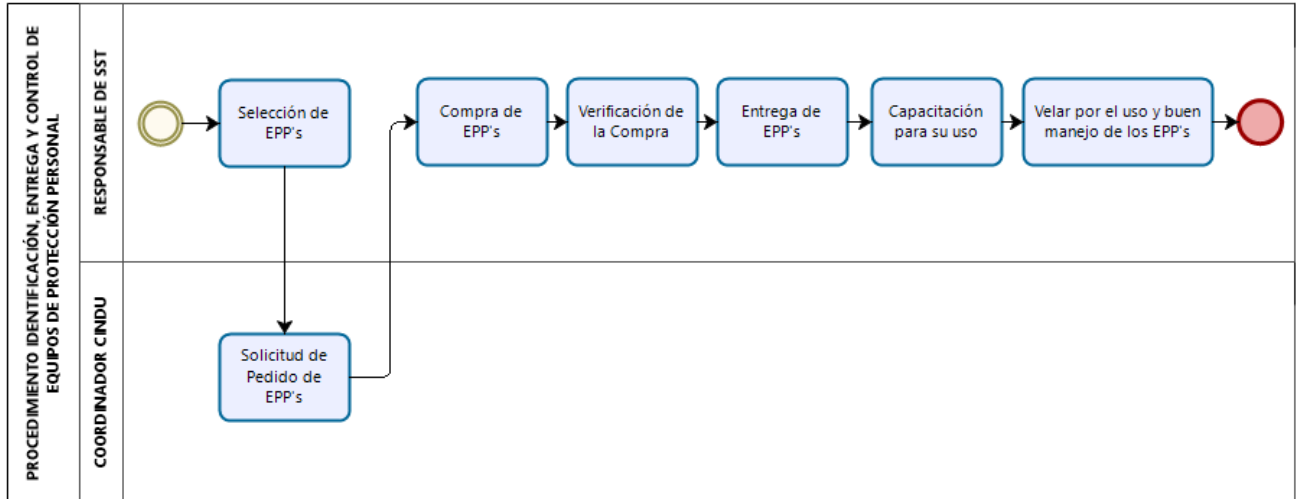 PROCEDIMIENTO IDENTIFICACIÓN, ENTREGA Y CONTROL DE
EQUIPOS DE PROTECCIÓN PERSONAL
RESPONSABLE DE SST
Selección de
EPP's
Compra de
EPP's
Verificación de
la Compra
Entrega de
EPP's
Capacitación
para su uso
Velar por el uso y buen
manejo de los EPP's
COORDINADOR CINDU
Solicitud de
Pedido de
EPP's